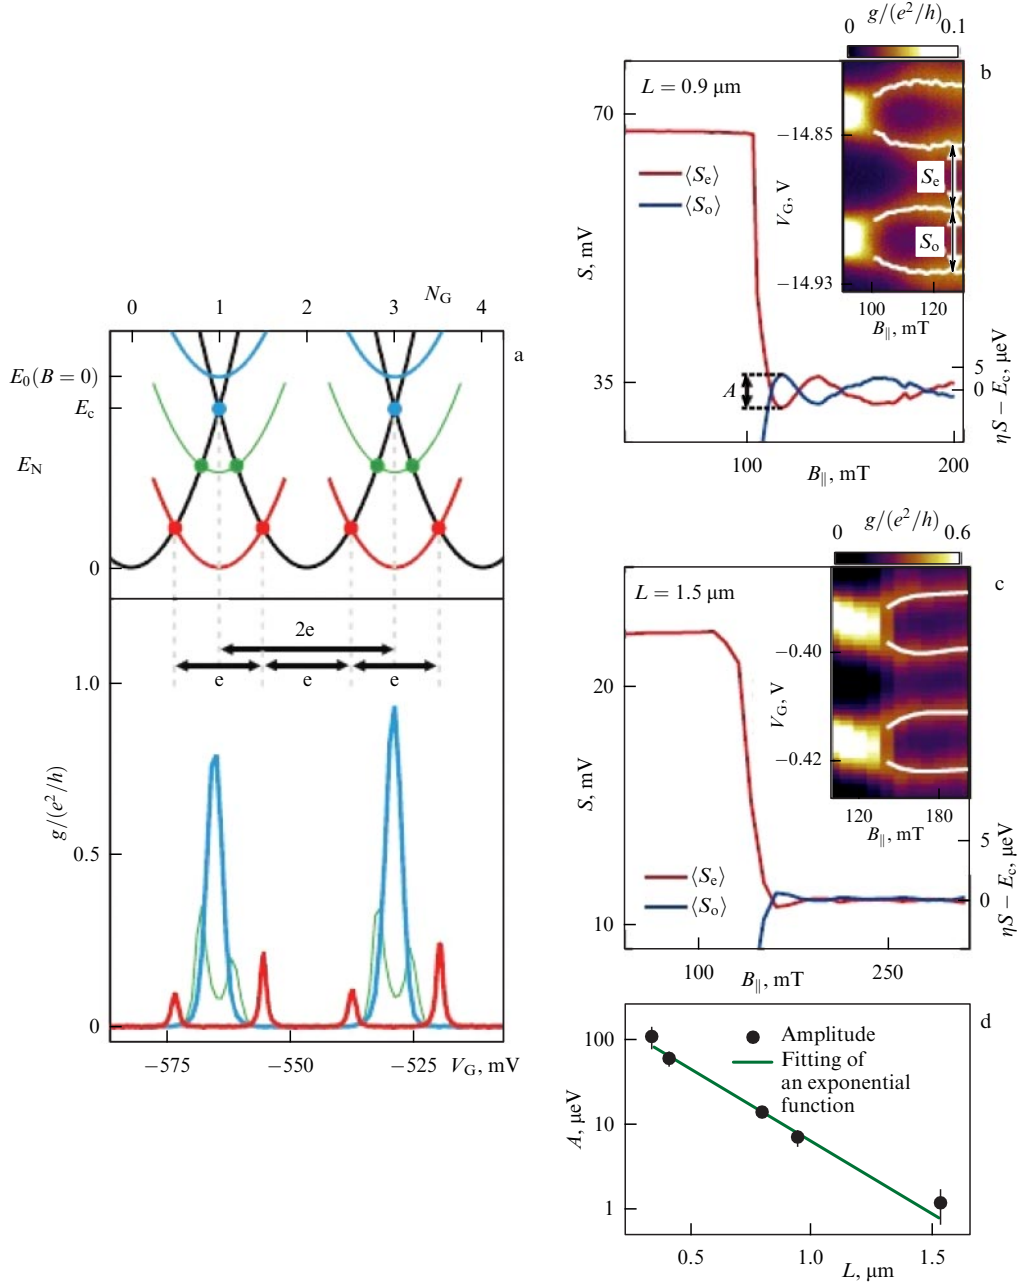 a
0 1 2 3 4
N_G
E_0(B = 0)
E_c
E_N
0
2e
e e e
1.0
0.5
0
g/(e²/h)
−575 −550 −525 V_G, mV
b
g/(e²/h)
0 0.1
L = 0.9 μm
70
35
S, mV
⟨S_e⟩
⟨S_o⟩
−14.85
−14.93
V_G, V
S_e
S_o
100 120
B_∥, mT
A
5
0
ηS − E_c, μeV
100 200
B_∥, mT
c
g/(e²/h)
0 0.6
L = 1.5 μm
20
10
S, mV
−0.40
−0.42
V_G, V
120 180
B_∥, mT
⟨S_e⟩
⟨S_o⟩
5
0
ηS − E_c, μeV
100 250
B_∥, mT
d
100
10
1
A, μeV
Amplitude
Fitting of
an exponential
function
0.5 1.0 1.5
L, μm